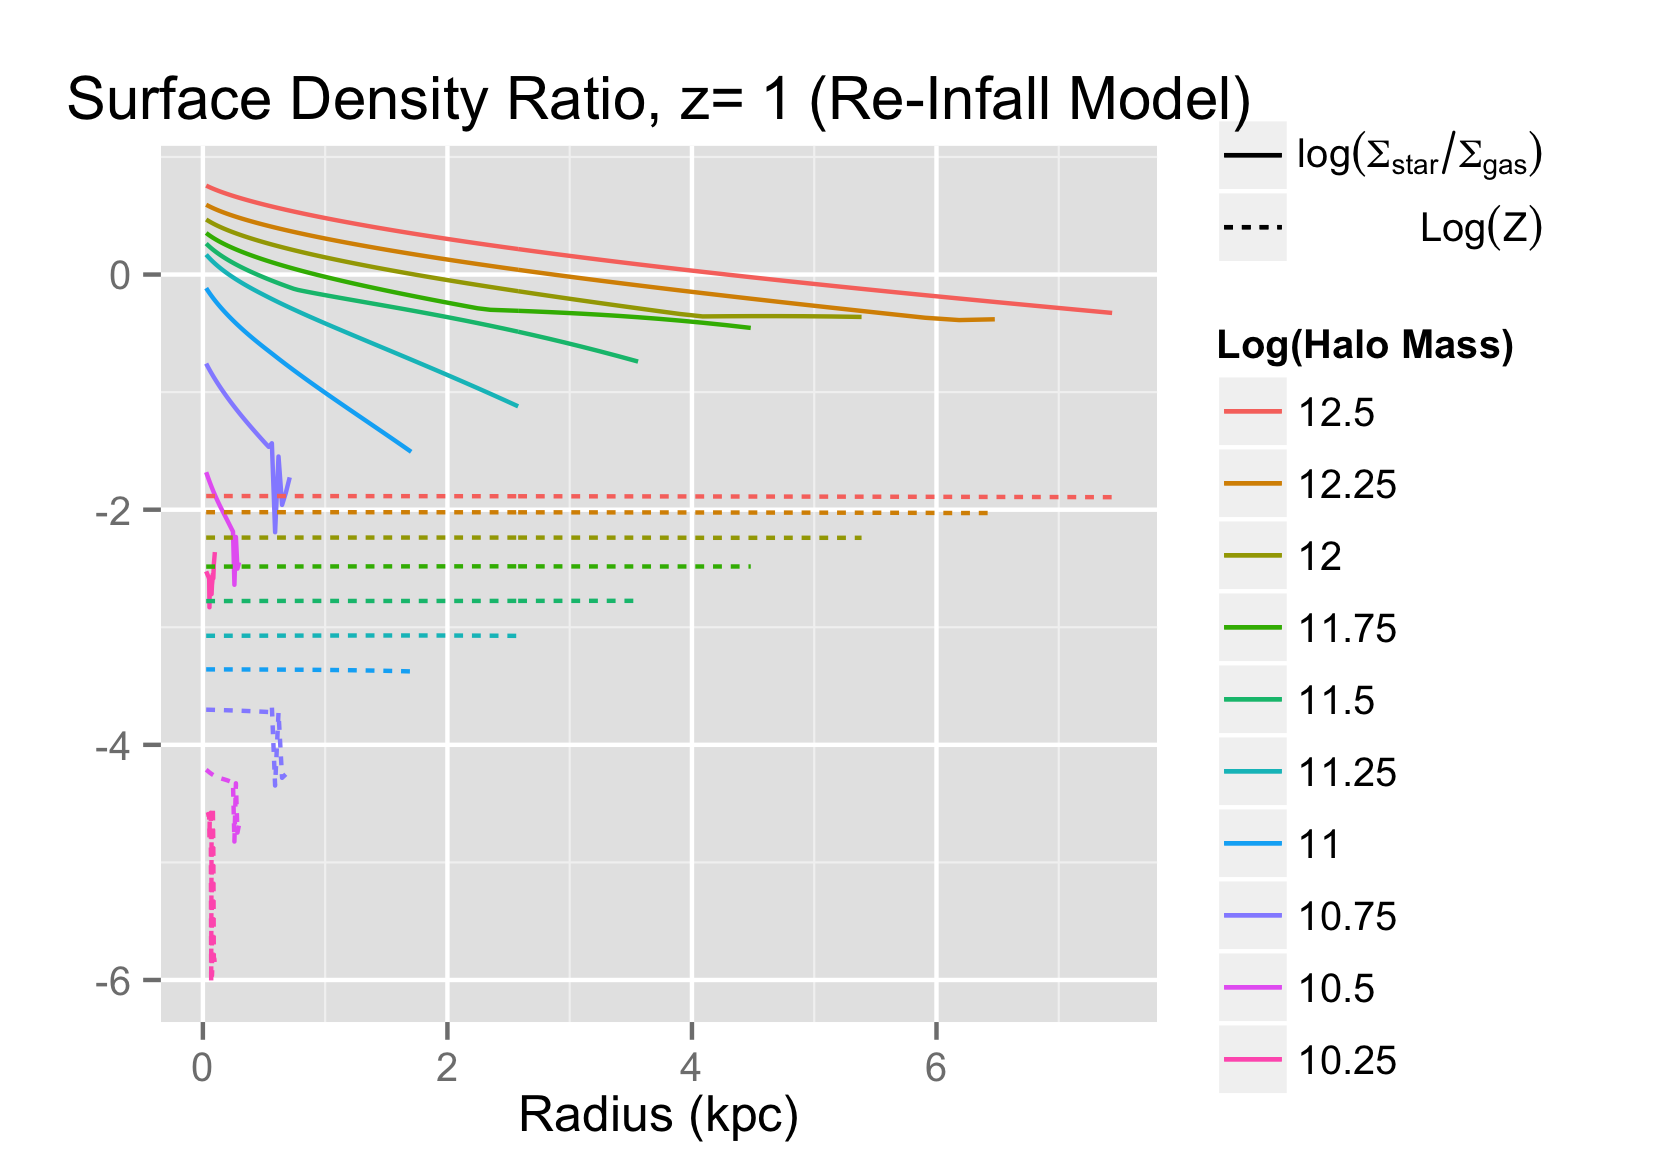 Surface Density Ratio, z= 1 (Re-Infall Model)
log(Σstar/Σgas)
Log(Z)
Log(Halo Mass)
12.5
12.25
12
11.75
11.5
11.25
11
10.75
10.5
10.25
0
-2
-4
-6
0 2 4 6
Radius (kpc)